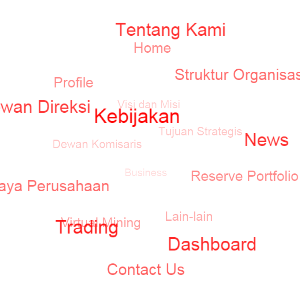 Tentang Kami
Home
Struktur Organisas
Profile
Visi dan Misi
wan Direksi
Kebijakan
Tujuan Strategis
News
Dewan Komisaris
Business
Reserve Portfolio
aya Perusahaan
Lain-lain
Virtual Mining
Trading
Dashboard
Contact Us